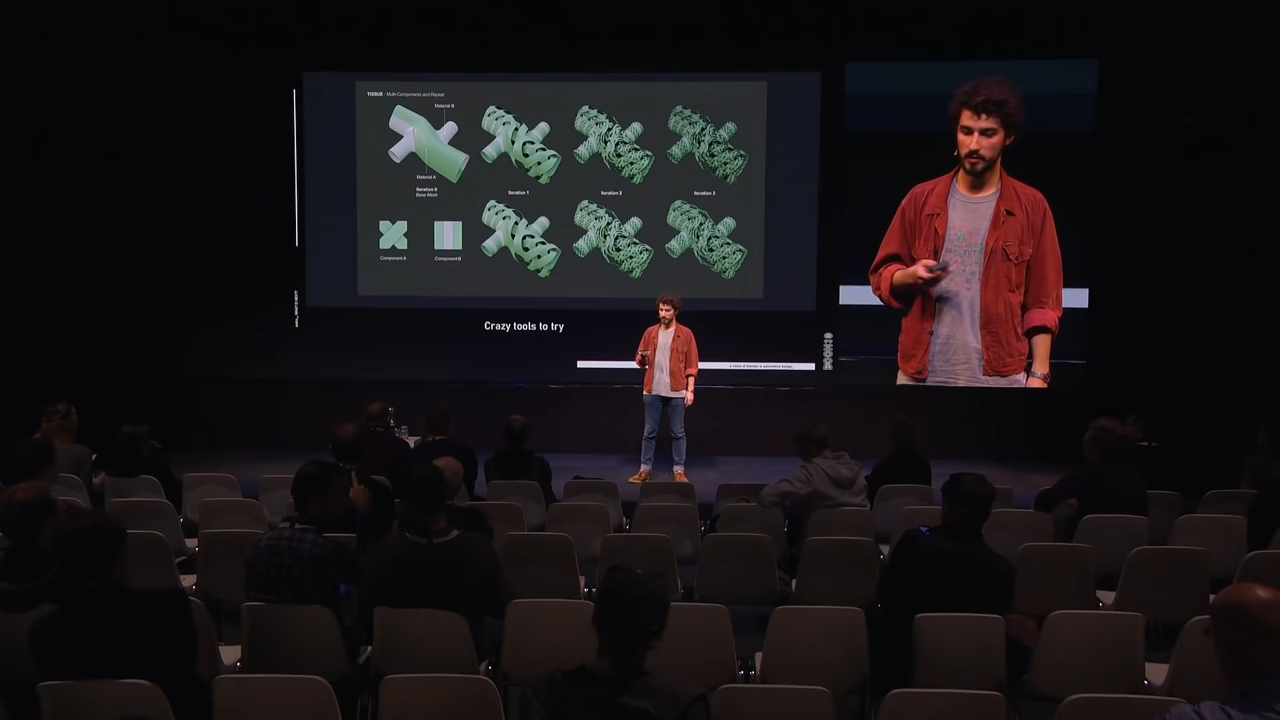 TISSUE - Multi-Components and Repeat
Material B
Material A
Iteration 0
Base Mesh
Iteration 1
Iteration 2
Iteration 3
Component A
Component B
Crazy tools to try